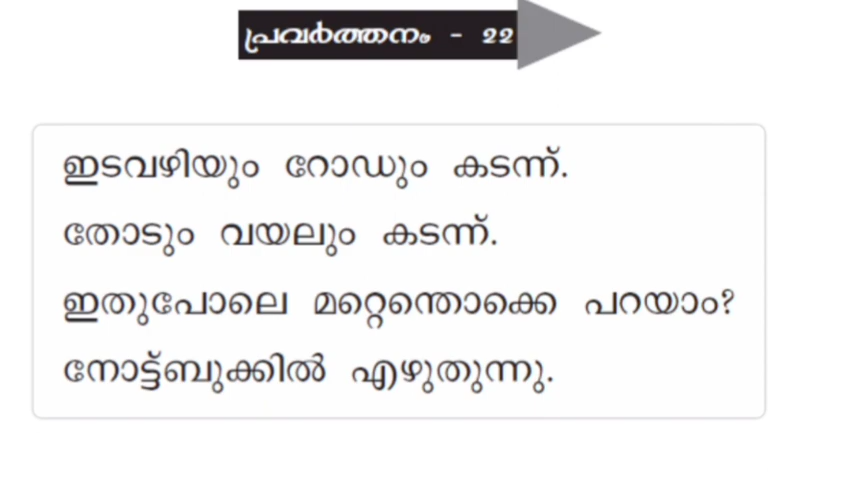 പ്രവർത്തനം - 22
ഇടവഴിയും റോഡും കടന്ന്.
തോടും വയലും കടന്ന്.
ഇതുപോലെ മറ്റെന്തൊക്കെ പറയാം?
നോട്ട്ബുക്കിൽ എഴുതുന്നു.